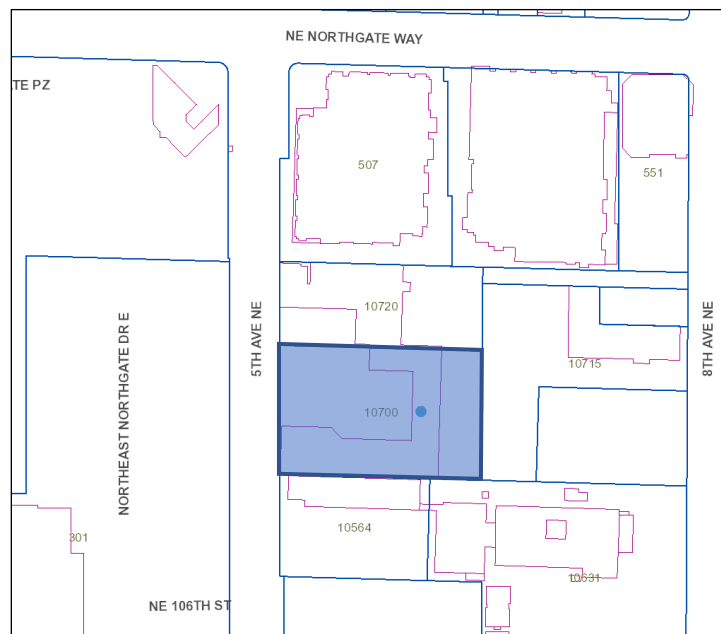 NE NORTHGATE WAY
TE PZ
507
551
10720
5TH AVE NE
8TH AVE NE
NORTHEAST NORTHGATE DR E
10715
10700
10564
301
10631
NE 106TH ST